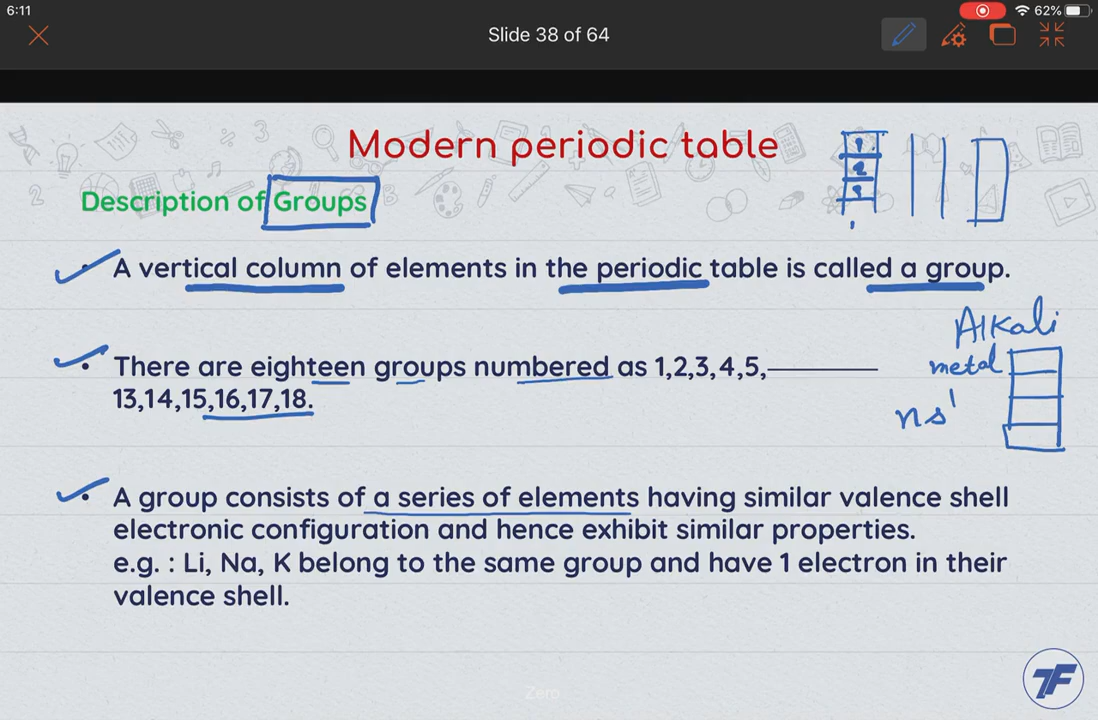 6:11
62%
Slide 38 of 64
Modern periodic table
1
2
3
Description of Groups
• A vertical column of elements in the periodic table is called a group.
Alkali
metal
• There are eighteen groups numbered as 1,2,3,4,5,————
13,14,15,16,17,18.
ns¹
• A group consists of a series of elements having similar valence shell
electronic configuration and hence exhibit similar properties.
e.g. : Li, Na, K belong to the same group and have 1 electron in their
valence shell.
Zero